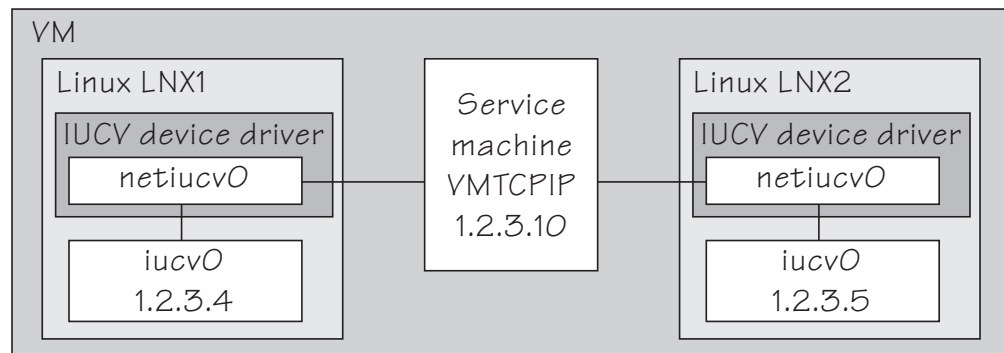 VM
Linux LNX1
IUCV device driver
netiucv0
iucv0
1.2.3.4
Service
machine
VMTCPIP
1.2.3.10
Linux LNX2
IUCV device driver
netiucv0
iucv0
1.2.3.5